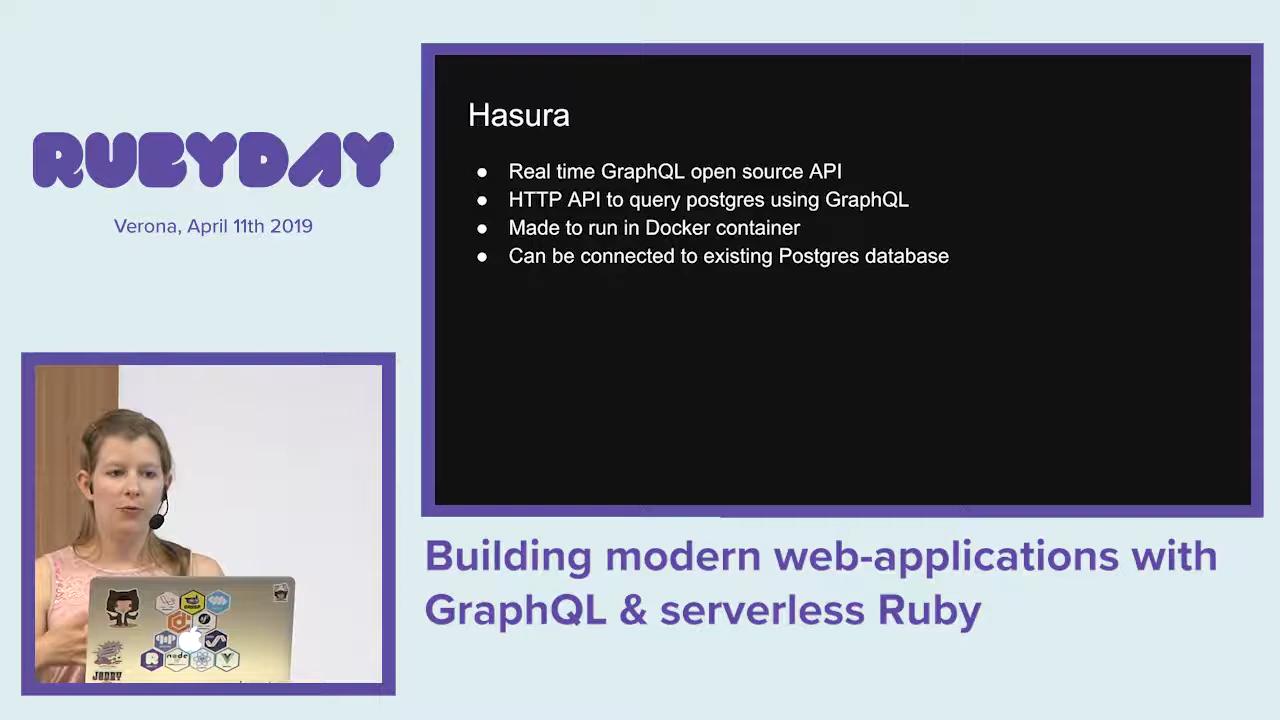 RUBYDAY
Verona, April 11th 2019
Hasura
● Real time GraphQL open source API
● HTTP API to query postgres using GraphQL
● Made to run in Docker container
● Can be connected to existing Postgres database
Building modern web-applications with
GraphQL & serverless Ruby
node